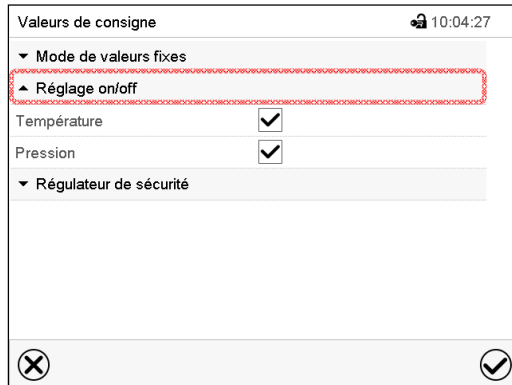 Valeurs de consigne 10:04:27
Mode de valeurs fixes
Réglage on/off
Température
Pression
Régulateur de sécurité